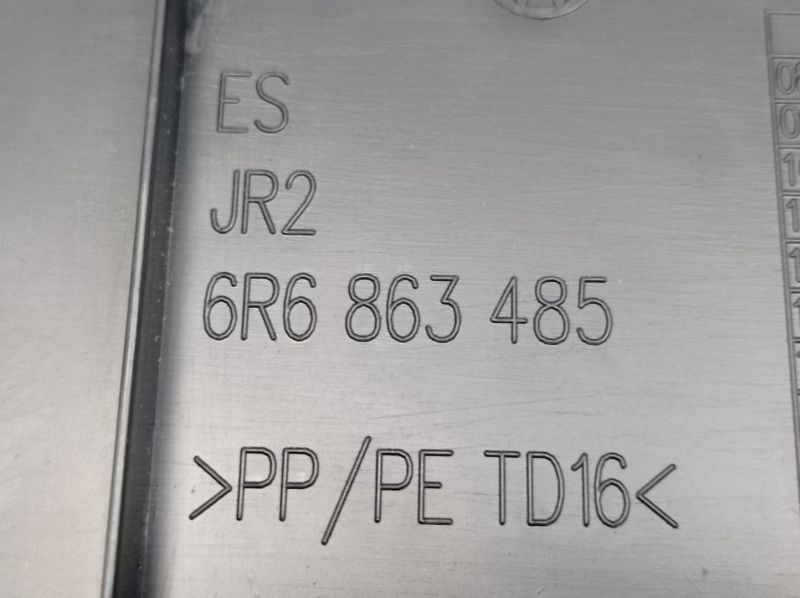 ES
JR2
6R6 863 485
>PP/PE TD16<